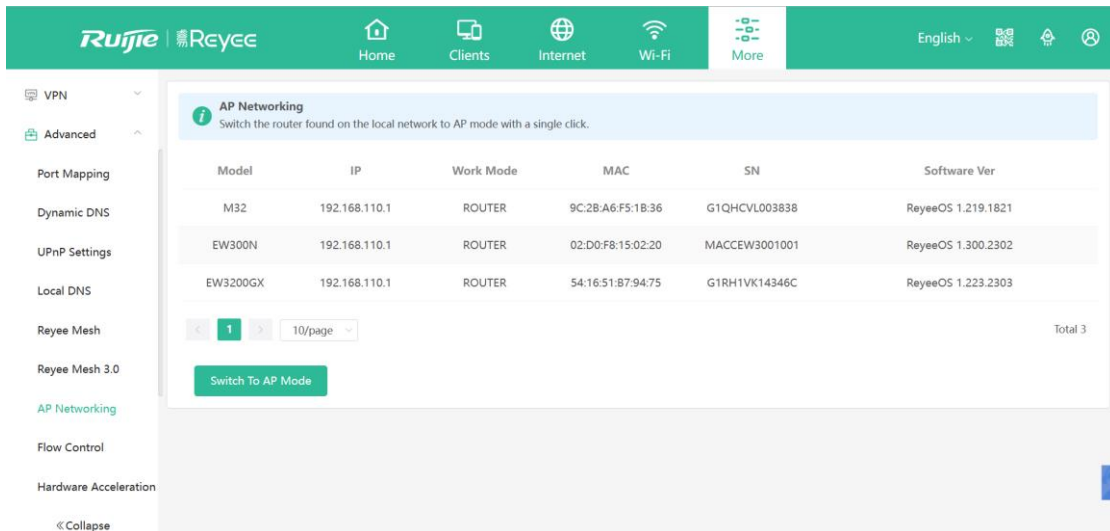 Ruijie | Reyee
Home
Clients
Internet
Wi-Fi
More
English
VPN
Advanced
Port Mapping
Dynamic DNS
UPnP Settings
Local DNS
Reyee Mesh
Reyee Mesh 3.0
AP Networking
Flow Control
Hardware Acceleration
«Collapse
i AP Networking
Switch the router found on the local network to AP mode with a single click.
Model IP Work Mode MAC SN Software Ver
M32 192.168.110.1 ROUTER 9C:2B:A6:F5:1B:36 G1QHCVL003838 ReyeeOS 1.219.1821
EW300N 192.168.110.1 ROUTER 02:D0:F8:15:02:20 MACCEW3001001 ReyeeOS 1.300.2302
EW3200GX 192.168.110.1 ROUTER 54:16:51:B7:94:75 G1RH1VK14346C ReyeeOS 1.223.2303
< 1 > 10/page Total 3
Switch To AP Mode